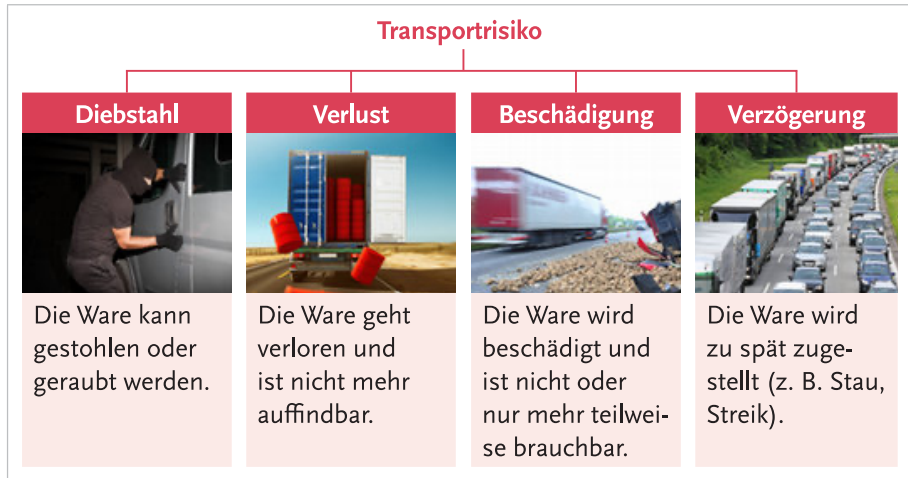 Transportrisiko
Diebstahl
Die Ware kann
gestohlen oder
geraubt werden.
Verlust
Die Ware geht
verloren und
ist nicht mehr
auffindbar.
Beschädigung
Die Ware wird
beschädigt und
ist nicht oder
nur mehr teilwei-
se brauchbar.
Verzögerung
Die Ware wird
zu spät zuge-
stellt (z. B. Stau,
Streik).